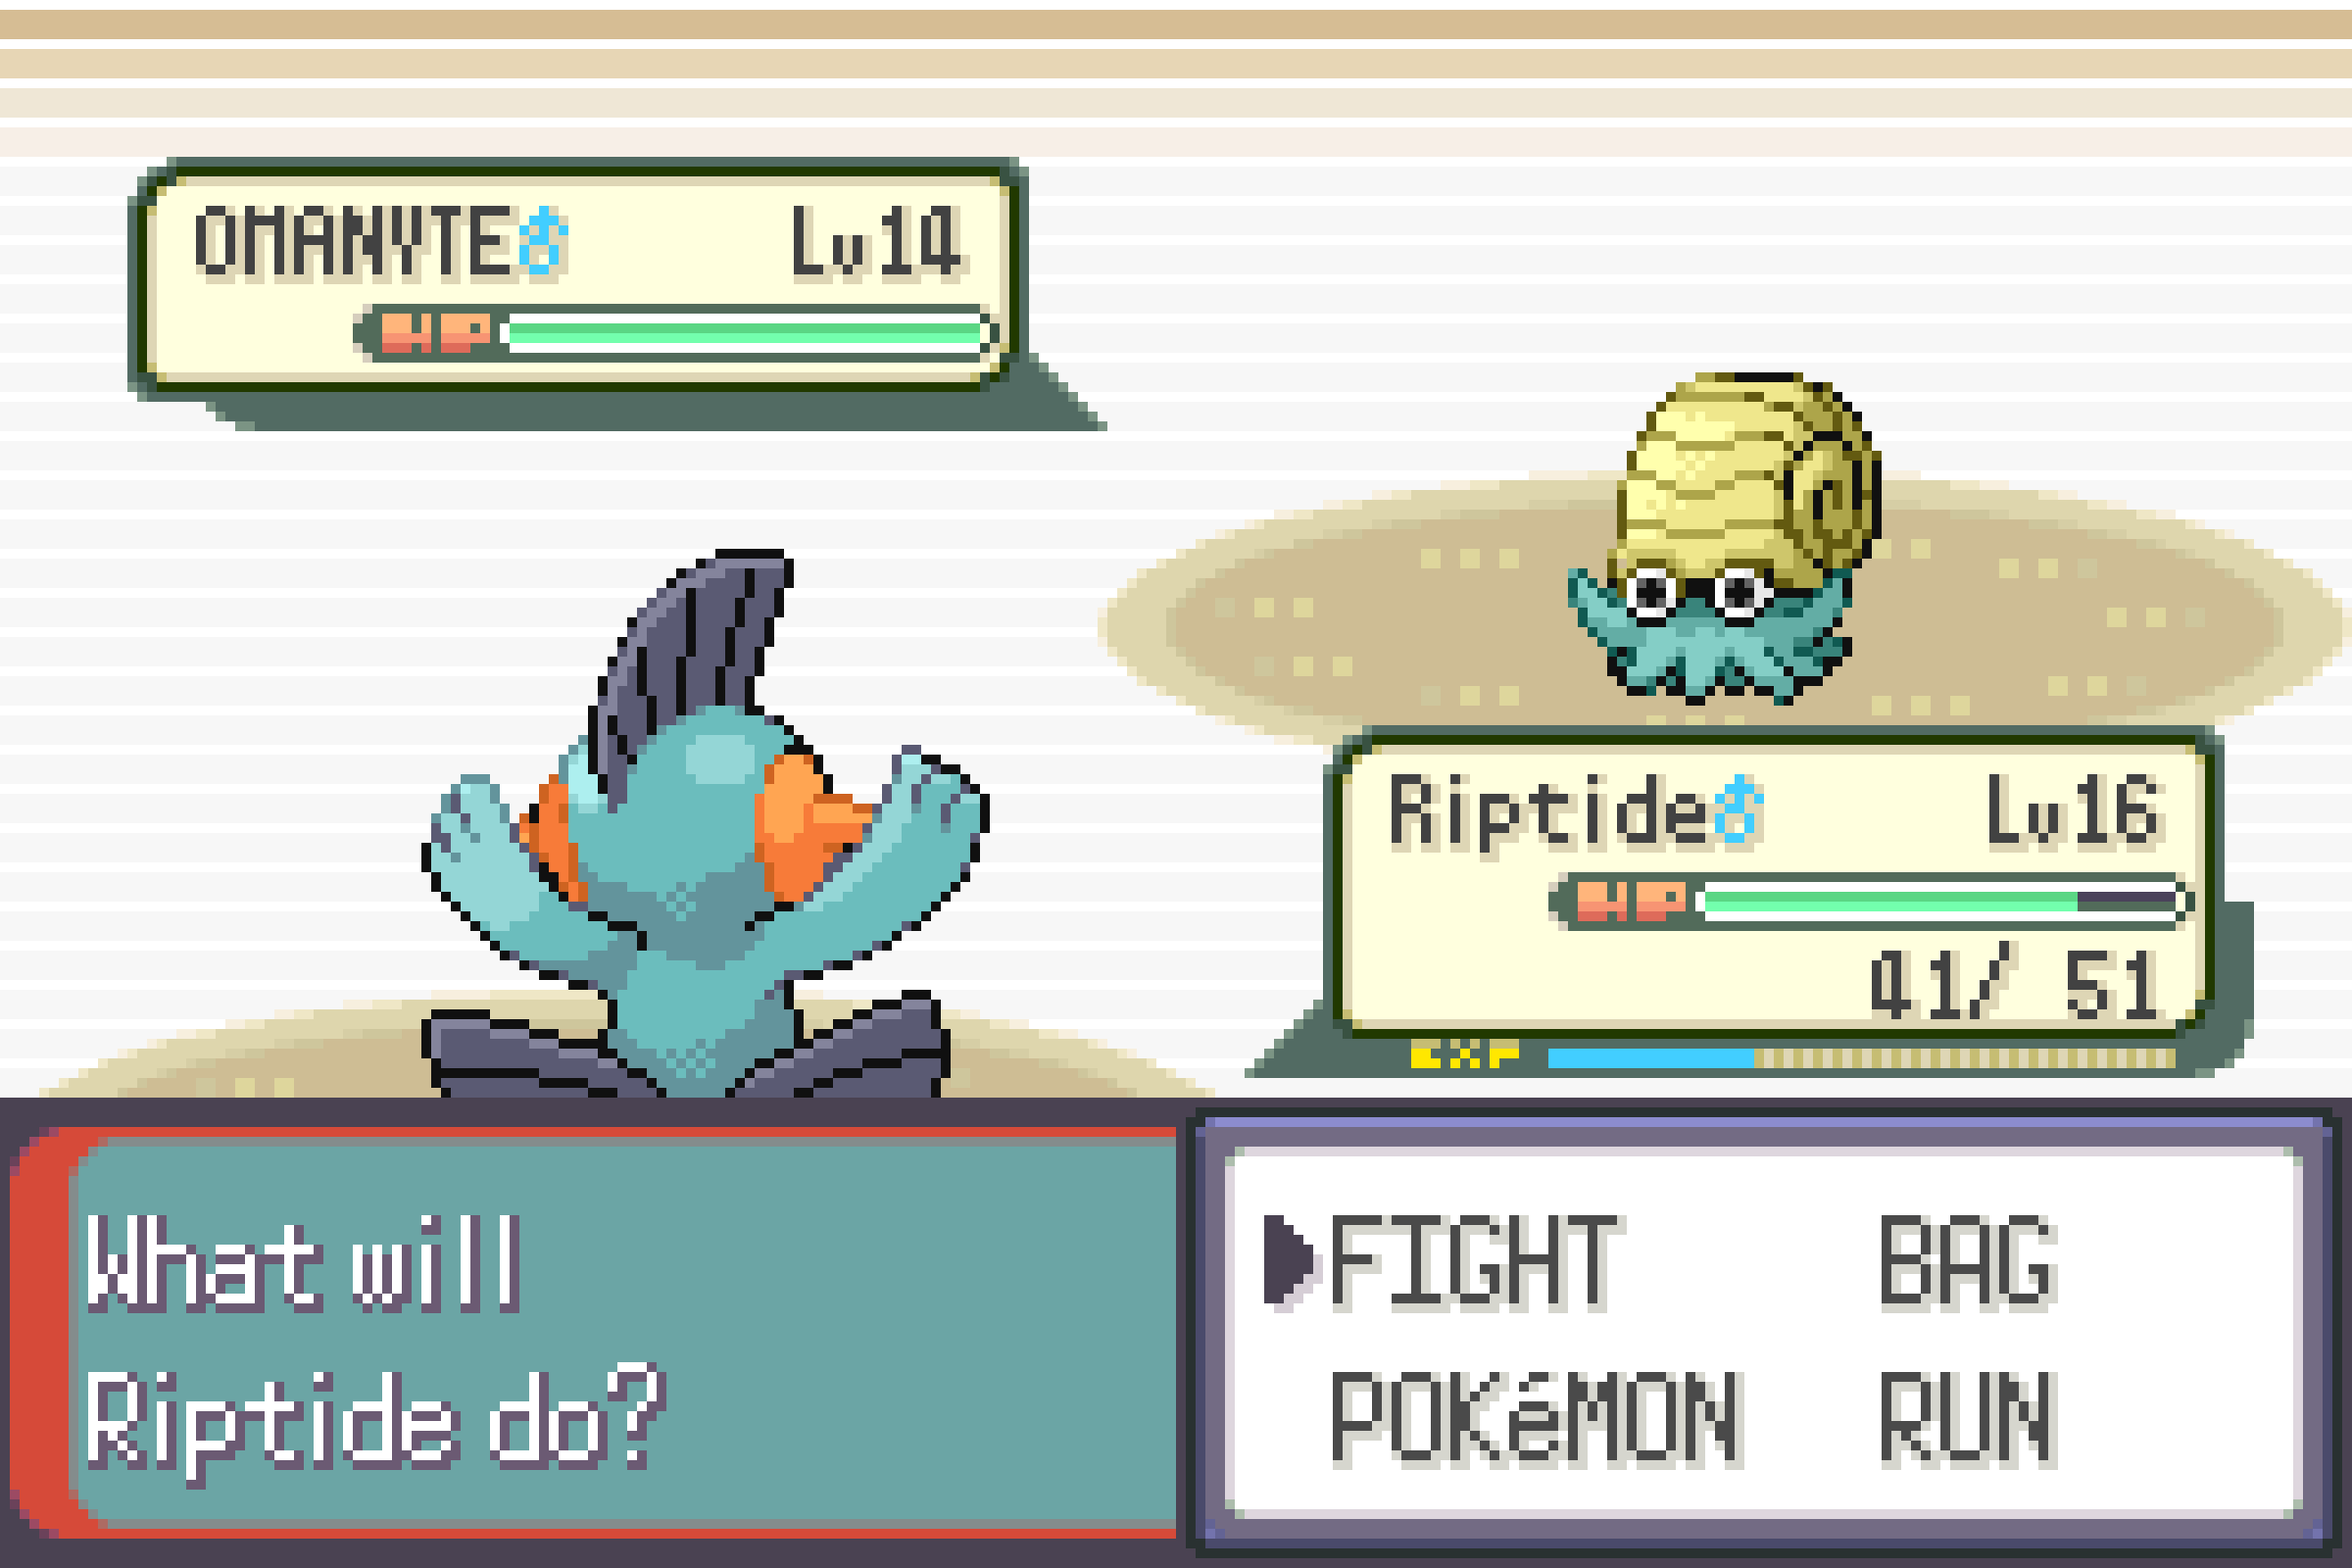 OMANYTE♂ Lv14
HP
Riptide♂ Lv16
HP
41/ 51
EXP
What will
Riptide do?
FIGHT BAG
POKéMON RUN